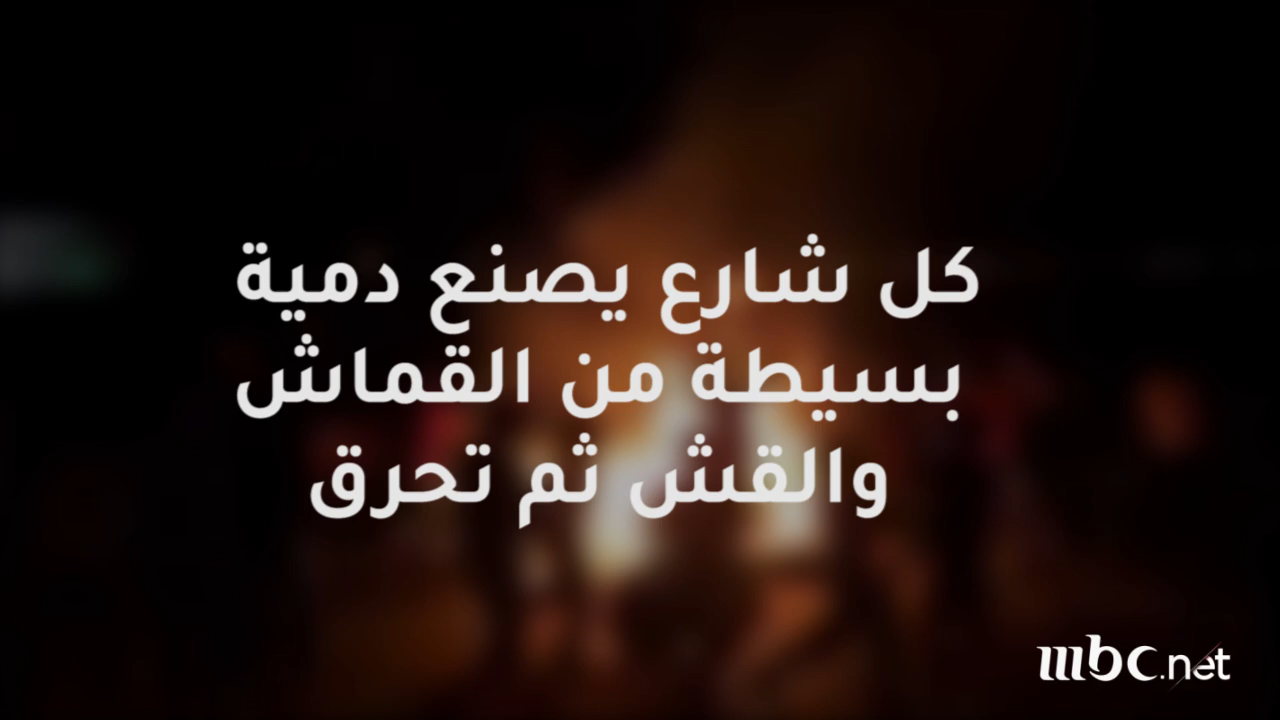 كل شارع يصنع دمية
بسيطة من القماش
والقش ثم تحرق
mbc.net